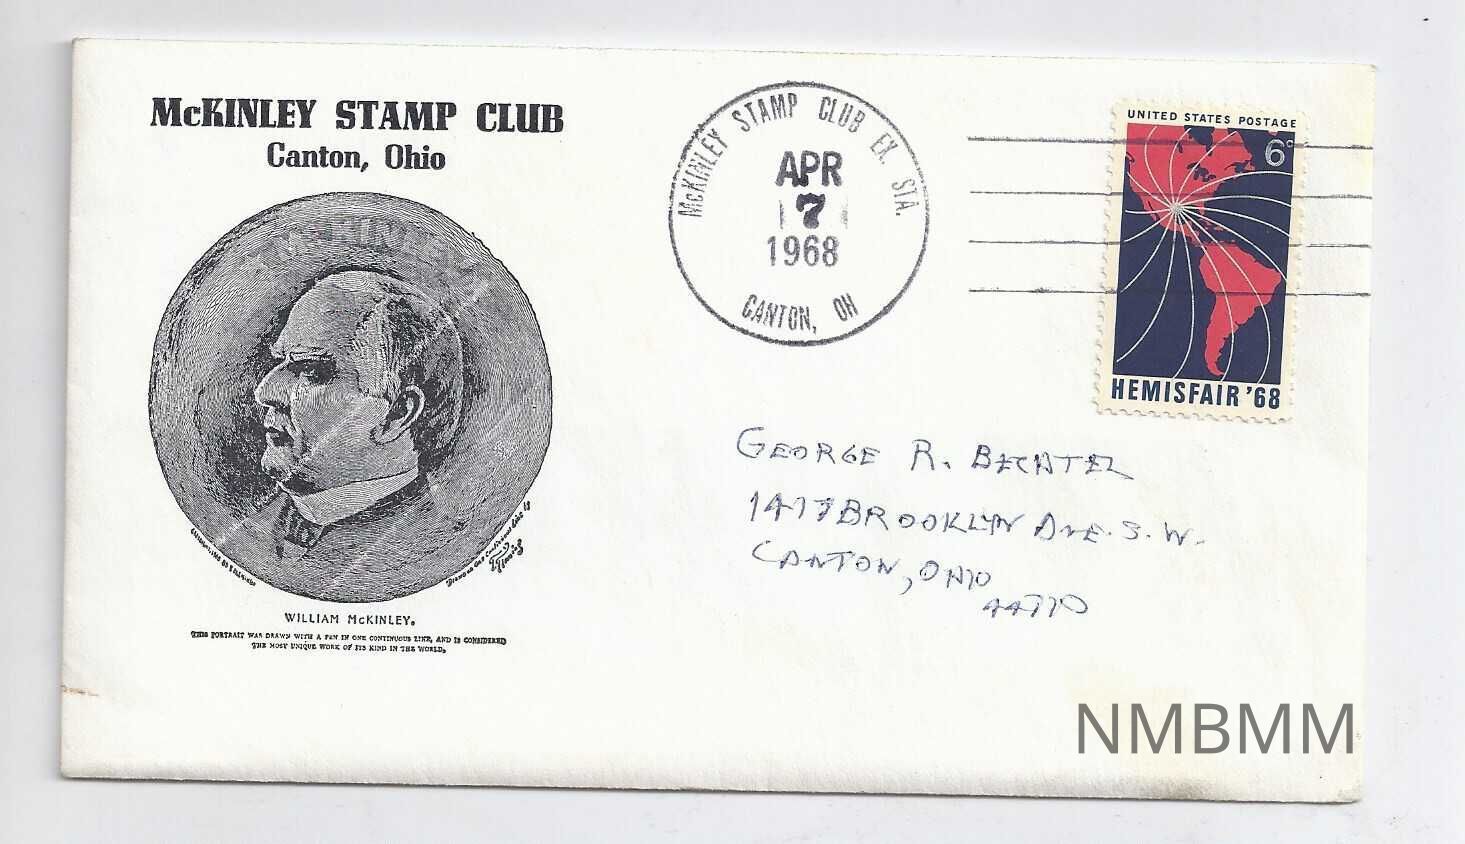 McKINLEY STAMP CLUB
Canton, Ohio
McKINLEY STAMP CLUB EX. STA.
APR
7
1968
CANTON, OH
UNITED STATES POSTAGE
6c
HEMISFAIR '68
GEORGE R. BECHTEL
1417 BROOKLYN AVE. S.W.
CANTON, OHIO
44710
WILLIAM McKINLEY.
THIS PORTRAIT WAS DRAWN WITH A PEN IN ONE CONTINUOUS LINE, AND IS CONSIDERED
THE MOST UNIQUE WORK OF ITS KIND IN THE WORLD.
NMBMM